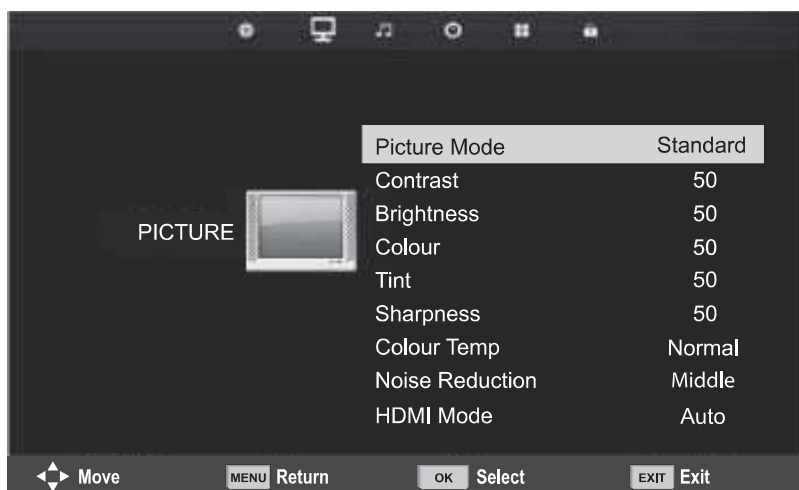 Picture Mode Standard
Contrast 50
Brightness 50
PICTURE
Colour 50
Tint 50
Sharpness 50
Colour Temp Normal
Noise Reduction Middle
HDMI Mode Auto
Move MENU Return OK Select EXIT Exit